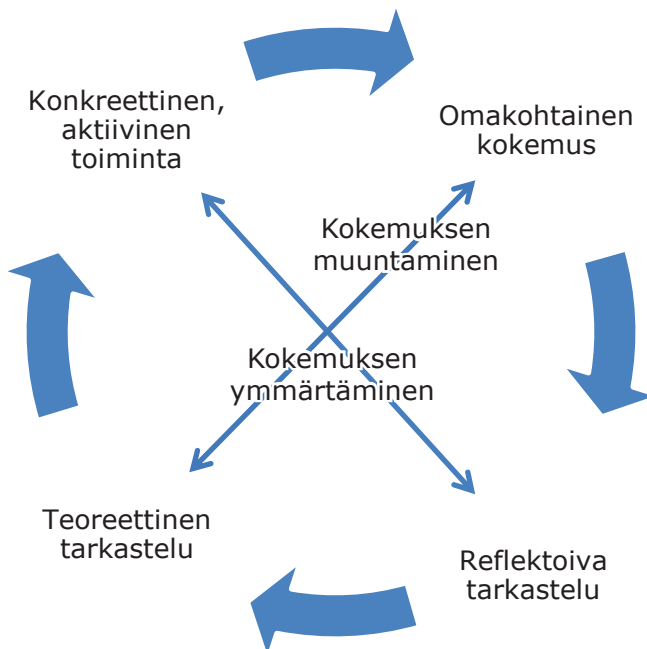 Konkreettinen,
aktiivinen
toiminta
Omakohtainen
kokemus
Kokemuksen
muuntaminen
Kokemuksen
ymmärtäminen
Teoreettinen
tarkastelu
Reflektoiva
tarkastelu